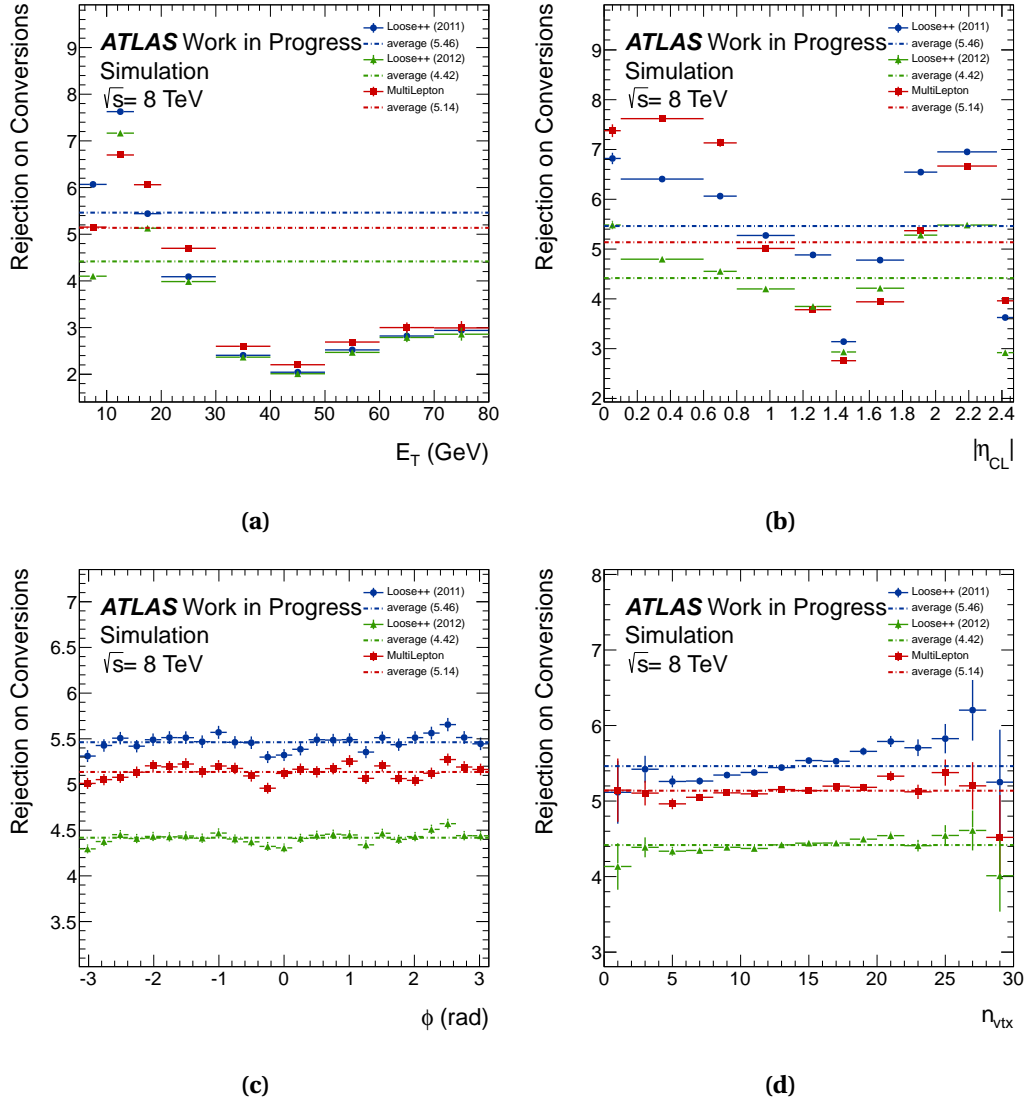 Rejection on Conversions
9
8
7
6
5
4
3
2
ATLAS Work in Progress
Simulation
√s= 8 TeV
Loose++ (2011)
average (5.46)
Loose++ (2012)
average (4.42)
MultiLepton
average (5.14)
10 20 30 40 50 60 70 80
E_T (GeV)
(a)
Rejection on Conversions
9
8
7
6
5
4
3
2
ATLAS Work in Progress
Simulation
√s= 8 TeV
Loose++ (2011)
average (5.46)
Loose++ (2012)
average (4.42)
MultiLepton
average (5.14)
0 0.2 0.4 0.6 0.8 1 1.2 1.4 1.6 1.8 2 2.2 2.4
|η_CL|
(b)
Rejection on Conversions
7
6.5
6
5.5
5
4.5
4
3.5
ATLAS Work in Progress
Simulation
√s= 8 TeV
Loose++ (2011)
average (5.46)
Loose++ (2012)
average (4.42)
MultiLepton
average (5.14)
-3 -2 -1 0 1 2 3
ϕ (rad)
(c)
Rejection on Conversions
8
7
6
5
4
3
ATLAS Work in Progress
Simulation
√s= 8 TeV
Loose++ (2011)
average (5.46)
Loose++ (2012)
average (4.42)
MultiLepton
average (5.14)
0 5 10 15 20 25 30
n_vtx
(d)